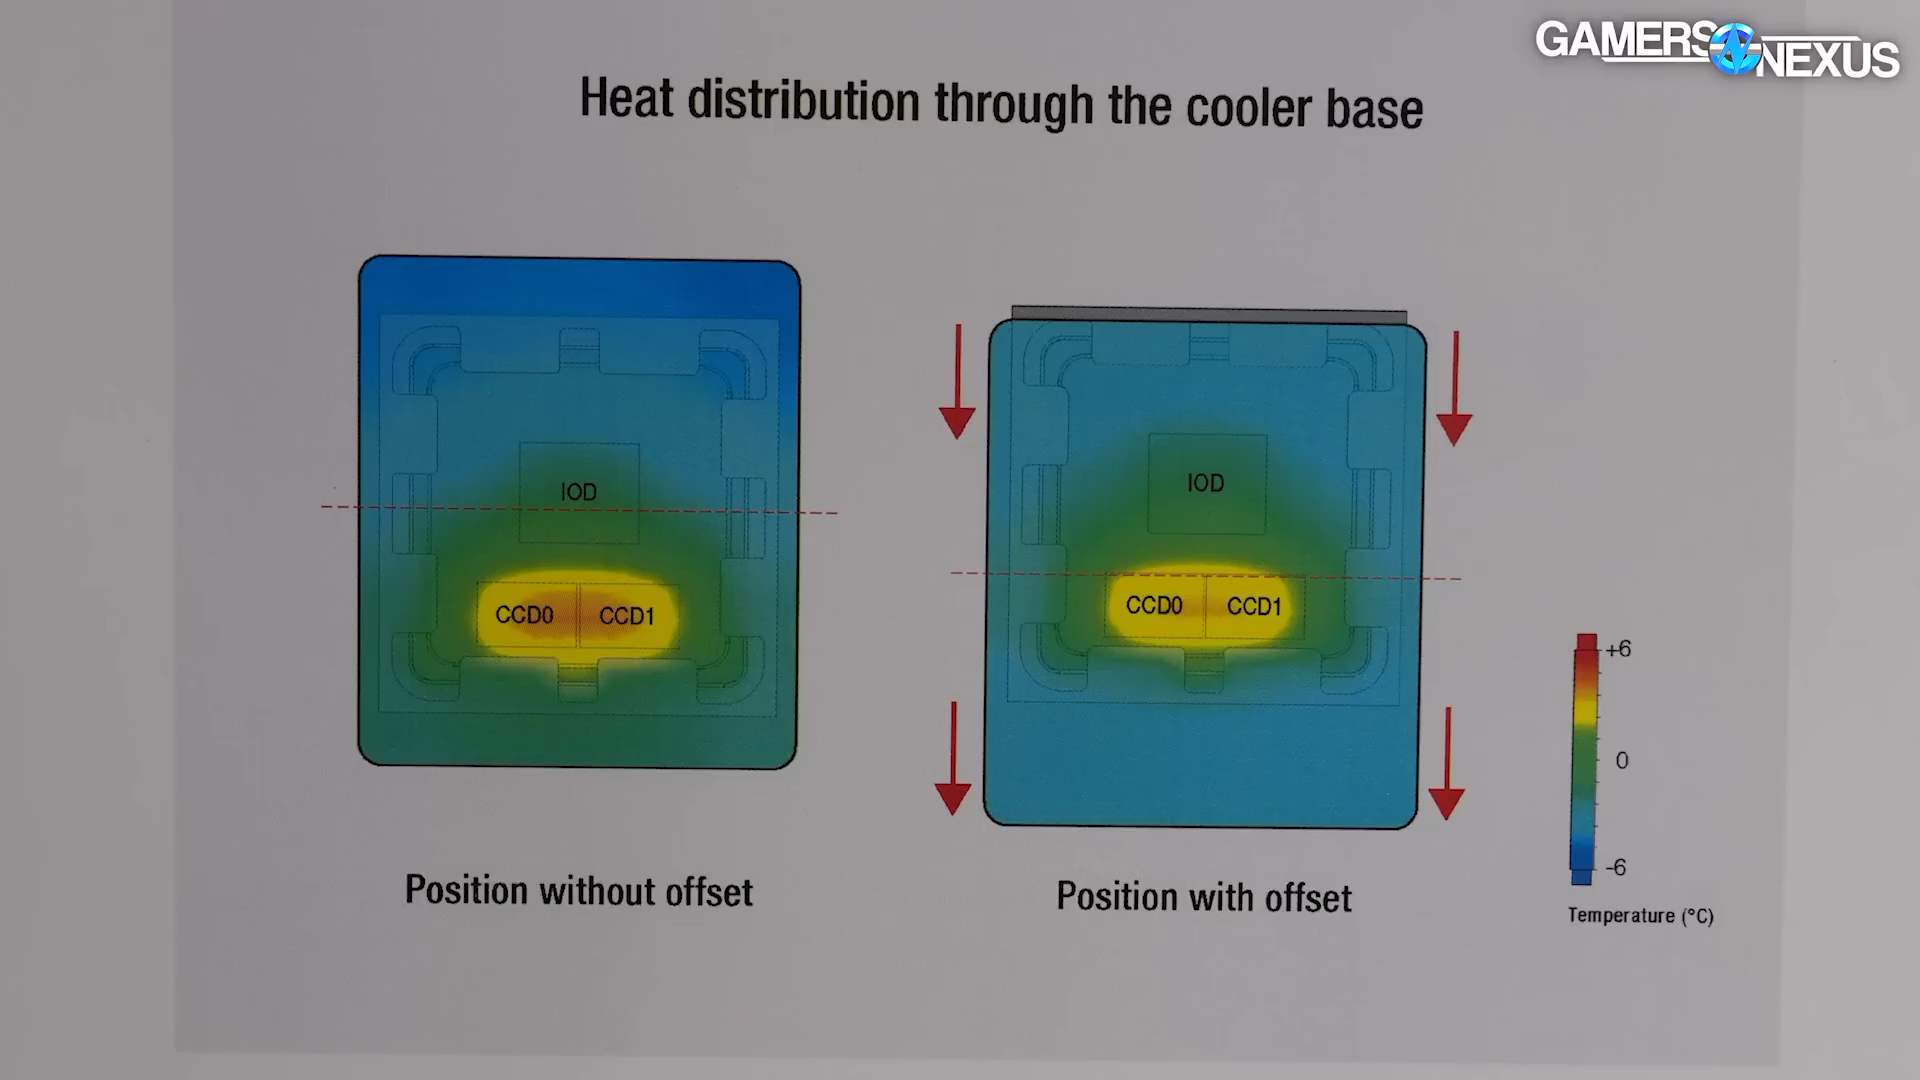 GAMERS NEXUS
Heat distribution through the cooler base
IOD
CCD0 CCD1
IOD
CCD0 CCD1
+6
0
-6
Temperature (°C)
Position without offset
Position with offset